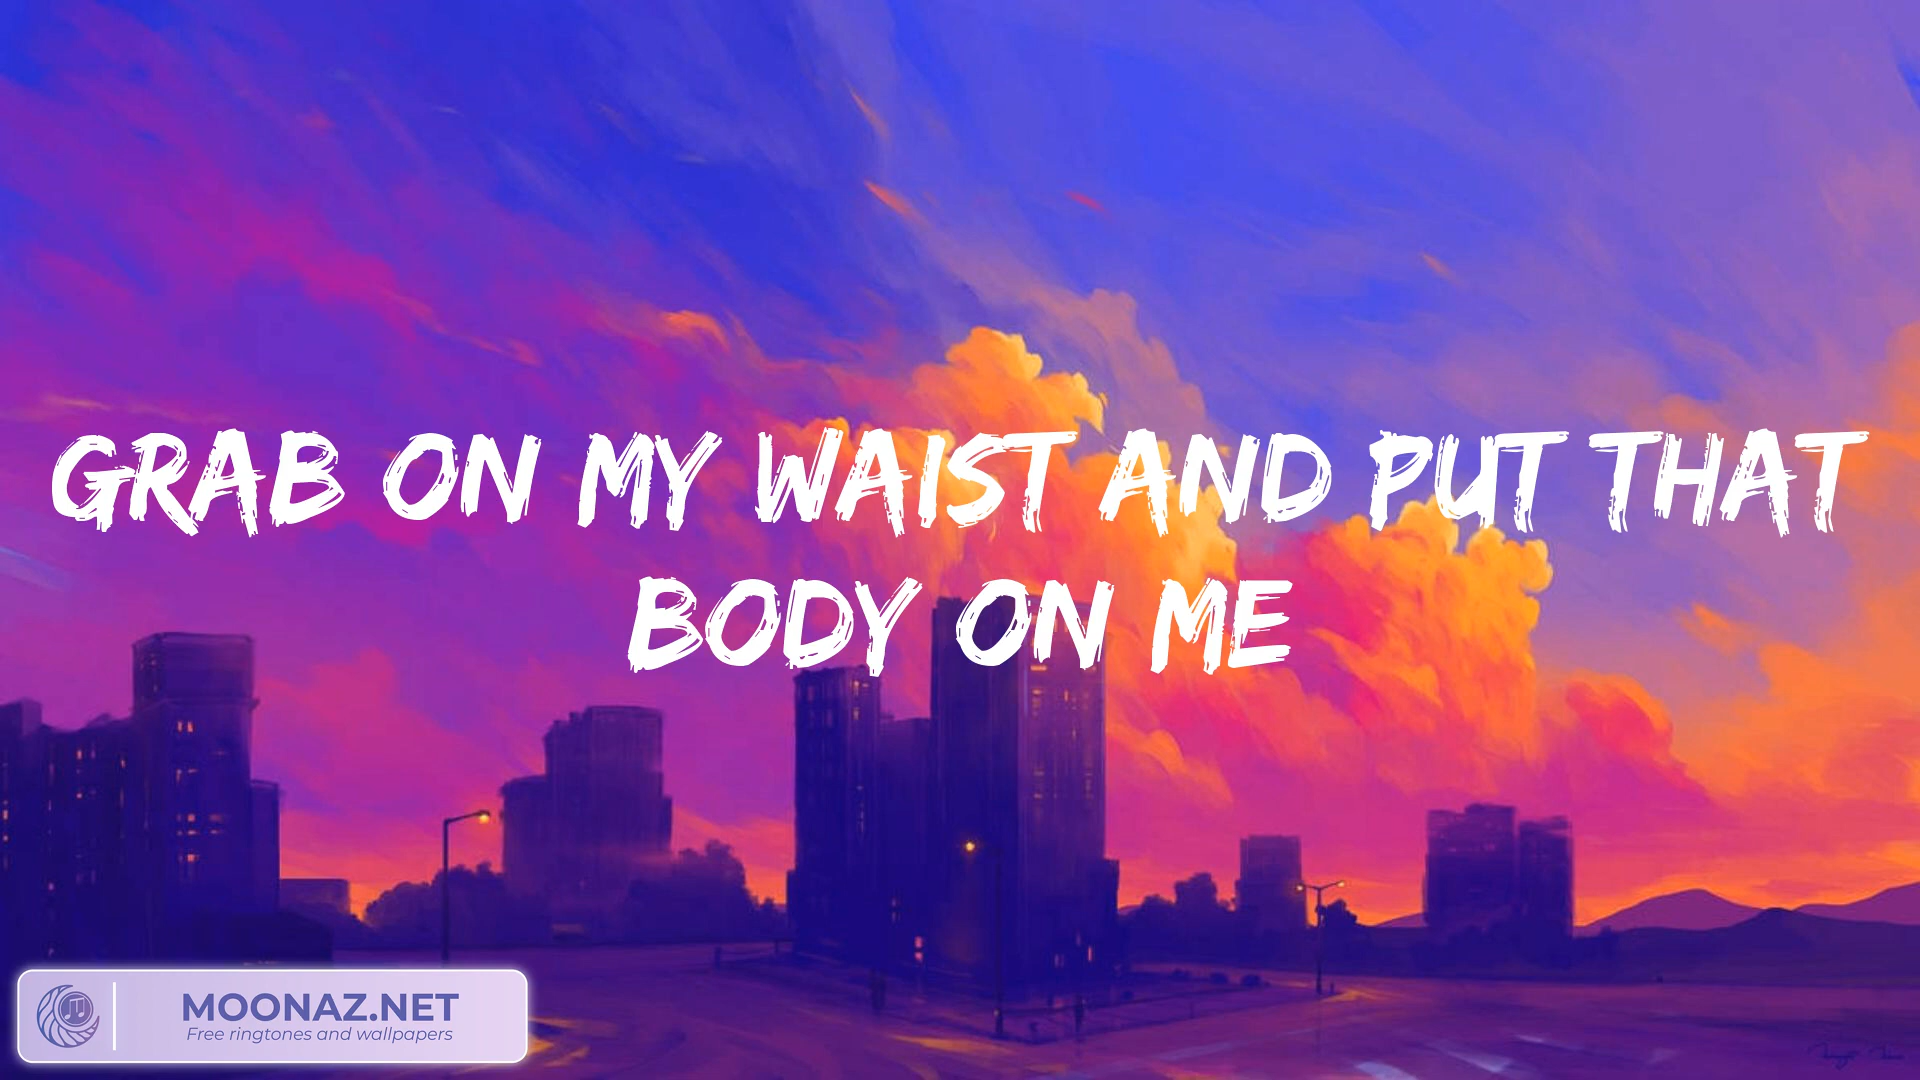 GRAB ON MY WAIST AND PUT THAT
BODY ON ME
MOONAZ.NET
Free ringtones and wallpapers